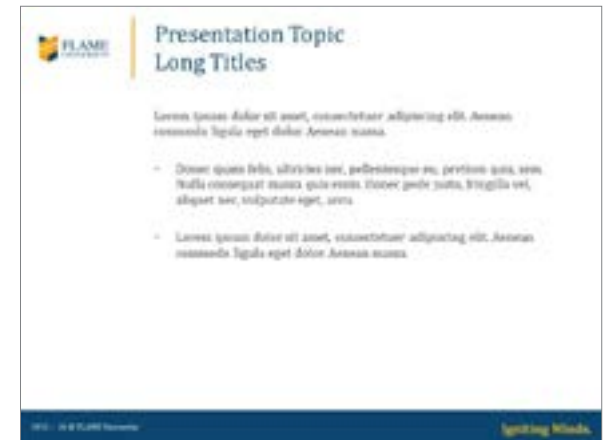 FLAME
UNIVERSITY
Presentation Topic
Long Titles
Lorem ipsum dolor sit amet, consectetuer adipiscing elit. Aenean
commodo ligula eget dolor. Aenean massa.
- Donec quam felis, ultricies nec, pellentesque eu, pretium quis, sem.
Nulla consequat massa quis enim. Donec pede justo, fringilla vel,
aliquet nec, vulputate eget, arcu.
- Lorem ipsum dolor sit amet, consectetuer adipiscing elit. Aenean
commodo ligula eget dolor. Aenean massa.
FLAME University
Igniting Minds.